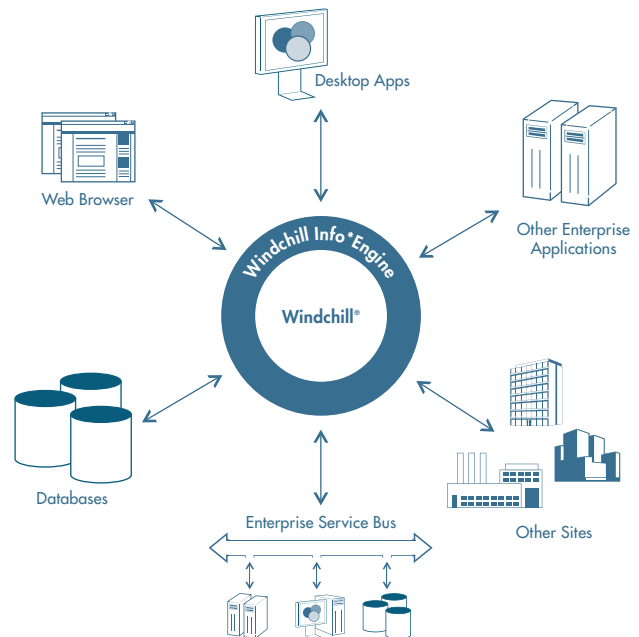 Desktop Apps
Web Browser
Other Enterprise
Applications
Windchill Info*Engine
Windchill®
Databases
Other Sites
Enterprise Service Bus